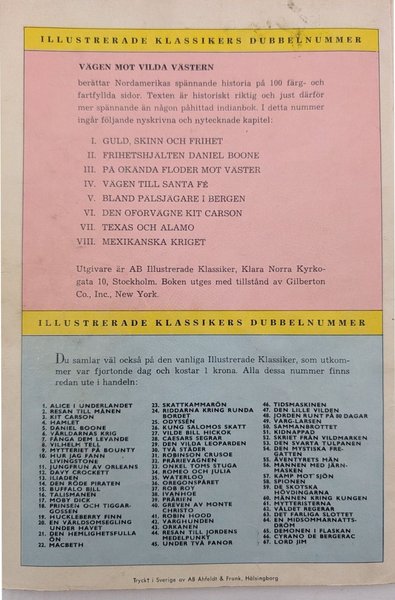 ILLUSTRERADE KLASSIKERS DUBBELNUMMER
VÄGEN MOT VILDA VÄSTERN
berättar Nordamerikas spännande historia på 100 färg- och
fartfyllda sidor. Texten är historiskt riktig och just därför
mer spännande än någon påhittad indianbok. I detta nummer
ingår följande nyskrivna och nytecknade kapitel:
I. GULD, SKINN OCH FRIHET
II. FRIHETSHJÄLTEN DANIEL BOONE
III. PÅ OKÄNDA FLODER MOT VÄSTER
IV. VÄGEN TILL SANTA FÉ
V. BLAND PÄLSJÄGARE I BERGEN
VI. DEN OFÖRVÄGNE KIT CARSON
VII. TEXAS OCH ALAMO
VIII. MEXIKANSKA KRIGET
Utgivare är AB Illustrerade Klassiker, Klara Norra Kyrko-
gata 10, Stockholm. Boken utges med tillstånd av Gilberton
Co., Inc., New York.
ILLUSTRERADE KLASSIKERS DUBBELNUMMER
Du samlar väl också på den vanliga Illustrerade Klassiker, som utkom-
mer var fjortonde dag och kostar 1 krona. Alla dessa nummer finns
redan ute i handeln:
1. ALICE I UNDERLANDET
2. RESAN TILL MÅNEN
3. KIT CARSON
4. HAMLET
5. DANIEL BOONE
6. VÄRLDARNAS KRIG
7. FÅNGA DEM LEVANDE
8. VILHELM TELL
9. MYTTERIET PÅ BOUNTY
10. HUR JAG FANN
LIVINGSTONE
11. JUNGFRUN AV ORLEANS
12. DAVY CROCKETT
13. ILIADEN
14. DEN RÖDE PIRATEN
15. BUFFALO BILL
16. TALISMANEN
17. MOBY DICK
18. PRINSEN OCH TIGGAR-
GOSSEN
19. HUCKLEBERRY FINN
20. EN VÄRLDSOMSEGLING
UNDER HAVET
21. DEN HEMLIGHETSFULLA
ÖN
22. MACBETH
23. SKATTKAMMARÖN
24. RIDDARNA KRING RUNDA
BORDET
25. ODYSSÉN
26. KUNG SALOMOS SKATT
27. VILDE BILL HICKOK
28. CAESARS SEGRAR
29. DEN VILDA LEOPARDEN
30. TVÅ STÄDER
31. ROBINSON CRUSOE
32. PRÄRIEVAGNEN
33. ONKEL TOMS STUGA
34. ROMEO OCH JULIA
35. WATERLOO
36. OREGONSPÅRET
37. ROB ROY
38. IVANHOE
39. PRÄRIEN
40. GREVEN AV MONTE
CHRISTO
41. ROBIN HOOD
42. VARGHUNDEN
43. ORKANEN
44. RESAN TILL JORDENS
MEDELPUNKT
45. UNDER TVÅ FANOR
46. TIDSMASKINEN
47. DEN LILLE VILDEN
48. JORDEN RUNT PÅ 80 DAGAR
49. VARG-LARSEN
50. SAMMANBROTTET
51. KIDNAPPAD
52. SKRIET FRÅN VILDMARKEN
53. DEN SVARTA TULPANEN
54. DEN MYSTISKA FRE-
GATTEN
55. ÄVENTYRETS MÄN
56. MANNEN MED JÄRN-
MASKEN
57. KAMP MOT SJÖN
58. SPIONEN
59. DE SKOTSKA
HÖVDINGARNA
60. MÄNNEN KRING KUNGEN
61. MYTTERISTERNA
62. VÅLDET REGERAR
63. DET FARLIGA SLOTTET
64. EN MIDSOMMARNATTS-
DRÖM
65. DEMONEN I FLASKAN
66. CYRANO DE BERGERAC
67. LORD JIM
Tryckt i Sverige av AB Ahlfeldt & Frank, Hälsingborg